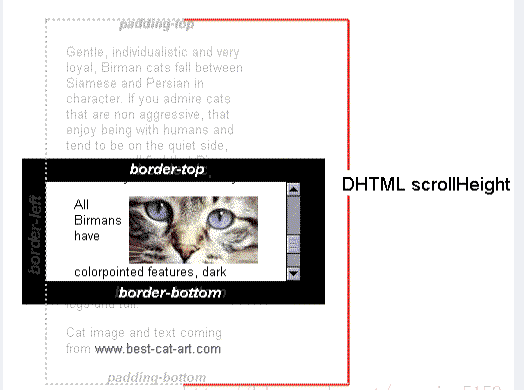 padding-top
Gentle, individualistic and very
loyal, Birman cats fall between
Siamese and Persian in
character. If you admire cats
that are non aggressive, that
enjoy being with humans and
tend to be on the quiet side,
border-top
DHTML scrollHeight
border-left
All
Birmans
have
colorpointed features, dark
border-bottom
Cat image and text coming
from www.best-cat-art.com
padding-bottom